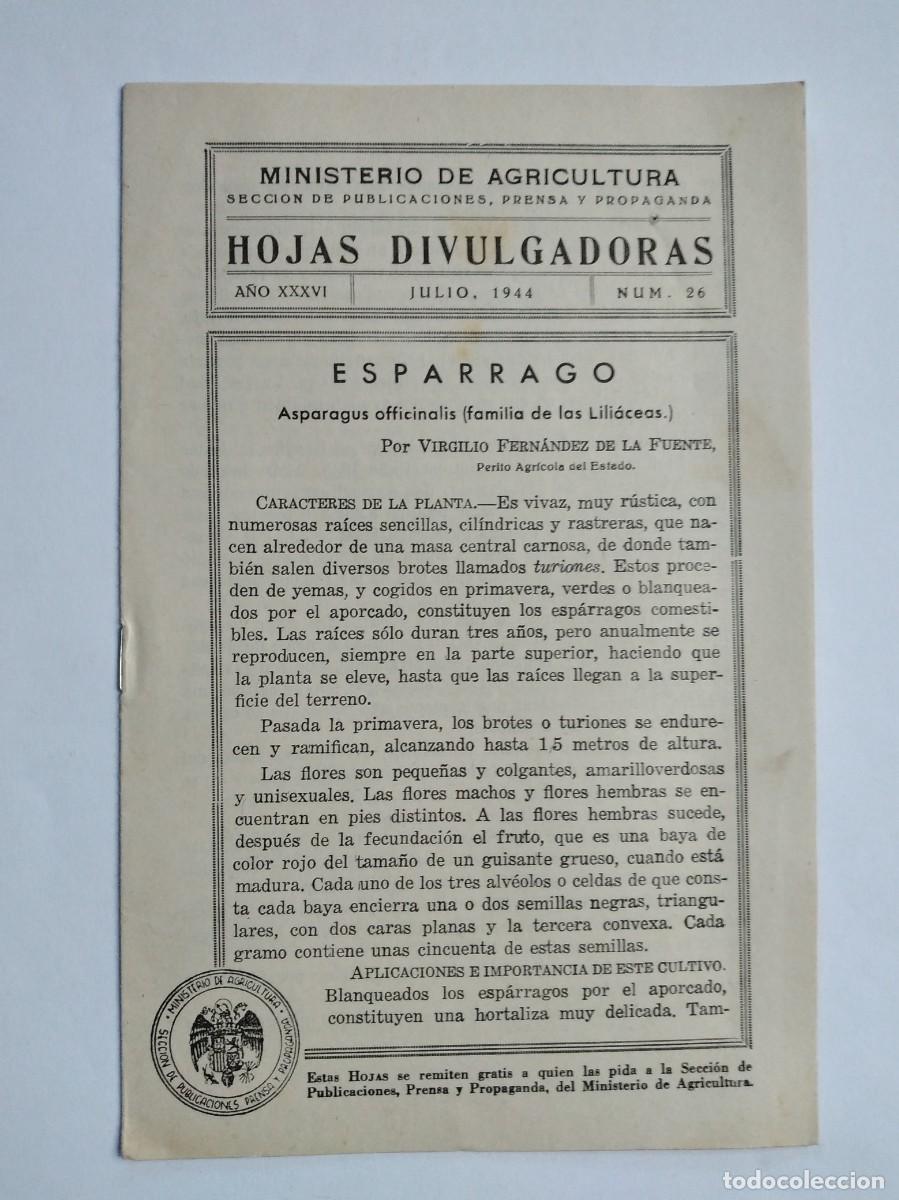 MINISTERIO DE AGRICULTURA
SECCION DE PUBLICACIONES, PRENSA Y PROPAGANDA
HOJAS DIVULGADORAS
AÑO XXXVI JULIO, 1944 NUM. 26
ESPARRAGO
Asparagus officinalis (familia de las Liliáceas.)
Por VIRGILIO FERNÁNDEZ DE LA FUENTE,
Perito Agrícola del Estado.
CARACTERES DE LA PLANTA.—Es vivaz, muy rústica, con
numerosas raíces sencillas, cilíndricas y rastreras, que na-
cen alrededor de una masa central carnosa, de donde tam-
bién salen diversos brotes llamados turiones. Estos proce-
den de yemas, y cogidos en primavera, verdes o blanquea-
dos por el aporcado, constituyen los espárragos comesti-
bles. Las raíces sólo duran tres años, pero anualmente se
reproducen, siempre en la parte superior, haciendo que
la planta se eleve, hasta que las raíces llegan a la super-
ficie del terreno.
Pasada la primavera, los brotes o turiones se endure-
cen y ramifican, alcanzando hasta 1,5 metros de altura.
Las flores son pequeñas y colgantes, amarilloverdosas
y unisexuales. Las flores machos y flores hembras se en-
cuentran en pies distintos. A las flores hembras sucede,
después de la fecundación el fruto, que es una baya de
color rojo del tamaño de un guisante grueso, cuando está
madura. Cada uno de los tres alvéolos o celdas de que cons-
ta cada baya encierra una o dos semillas negras, triangu-
lares, con dos caras planas y la tercera convexa. Cada
gramo contiene unas cincuenta de estas semillas.
APLICACIONES E IMPORTANCIA DE ESTE CULTIVO.
Blanqueados los espárragos por el aporcado,
constituyen una hortaliza muy delicada. Tam-
· MINISTERIO DE AGRICULTURA ·
SECCION DE PUBLICACIONES PRENSA Y PROPAGANDA
Estas HOJAS se remiten gratis a quien las pida a la Sección de
Publicaciones, Prensa y Propaganda, del Ministerio de Agricultura.
todocoleccion